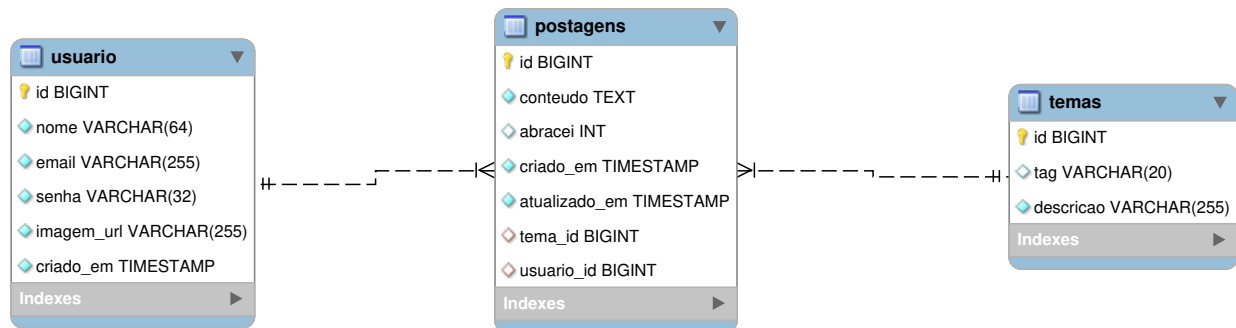 usuario
id BIGINT
nome VARCHAR(64)
email VARCHAR(255)
senha VARCHAR(32)
imagem_url VARCHAR(255)
criado_em TIMESTAMP
Indexes
postagens
id BIGINT
conteudo TEXT
abracei INT
criado_em TIMESTAMP
atualizado_em TIMESTAMP
tema_id BIGINT
usuario_id BIGINT
Indexes
temas
id BIGINT
tag VARCHAR(20)
descricao VARCHAR(255)
Indexes